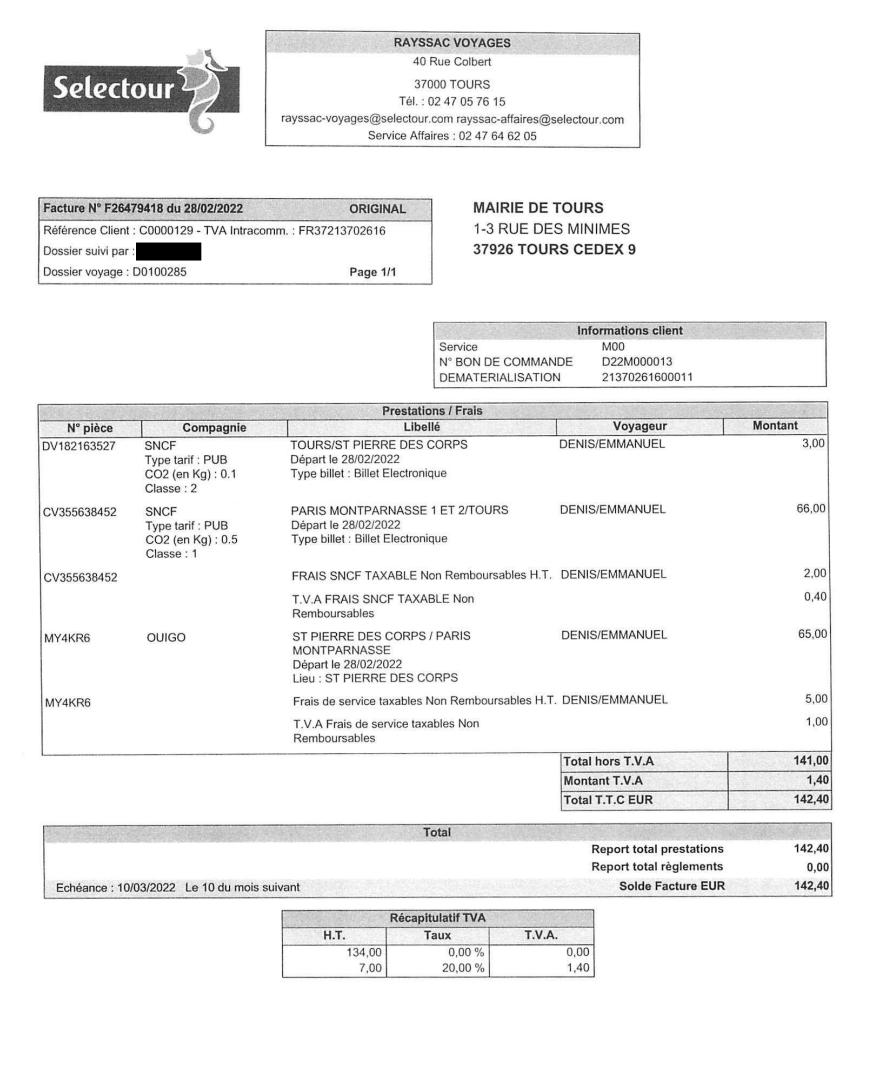 Selectour
RAYSSAC VOYAGES
40 Rue Colbert
37000 TOURS
Tél. : 02 47 05 76 15
rayssac-voyages@selectour.com rayssac-affaires@selectour.com
Service Affaires : 02 47 64 62 05
Facture N° F26479418 du 28/02/2022 ORIGINAL
Référence Client : C0000129 - TVA Intracomm. : FR37213702616
Dossier suivi par :
Dossier voyage : D0100285 Page 1/1
MAIRIE DE TOURS
1-3 RUE DES MINIMES
37926 TOURS CEDEX 9
Informations client
Service M00
N° BON DE COMMANDE D22M000013
DEMATERIALISATION 21370261600011
Prestations / Frais
N° pièce Compagnie Libellé Voyageur Montant
DV182163527 SNCF TOURS/ST PIERRE DES CORPS DENIS/EMMANUEL 3,00
Type tarif : PUB Départ le 28/02/2022
CO2 (en Kg) : 0.1 Type billet : Billet Electronique
Classe : 2
CV355638452 SNCF PARIS MONTPARNASSE 1 ET 2/TOURS DENIS/EMMANUEL 66,00
Type tarif : PUB Départ le 28/02/2022
CO2 (en Kg) : 0.5 Type billet : Billet Electronique
Classe : 1
CV355638452 FRAIS SNCF TAXABLE Non Remboursables H.T. DENIS/EMMANUEL 2,00
T.V.A FRAIS SNCF TAXABLE Non 0,40
Remboursables
MY4KR6 OUIGO ST PIERRE DES CORPS / PARIS DENIS/EMMANUEL 65,00
MONTPARNASSE
Départ le 28/02/2022
Lieu : ST PIERRE DES CORPS
MY4KR6 Frais de service taxables Non Remboursables H.T. DENIS/EMMANUEL 5,00
T.V.A Frais de service taxables Non 1,00
Remboursables
Total hors T.V.A 141,00
Montant T.V.A 1,40
Total T.T.C EUR 142,40
Total
Report total prestations 142,40
Report total règlements 0,00
Echéance : 10/03/2022 Le 10 du mois suivant Solde Facture EUR 142,40
Récapitulatif TVA
H.T. Taux T.V.A.
134,00 0,00 % 0,00
7,00 20,00 % 1,40